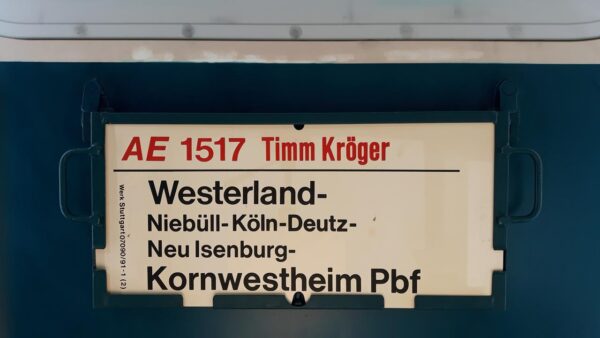 AE 1517 Timm Kröger
Westerland-
Niebüll-Köln-Deutz-
Neu Isenburg-
Kornwestheim Pbf
Werk Stuttgart 07090/91-1 (2)